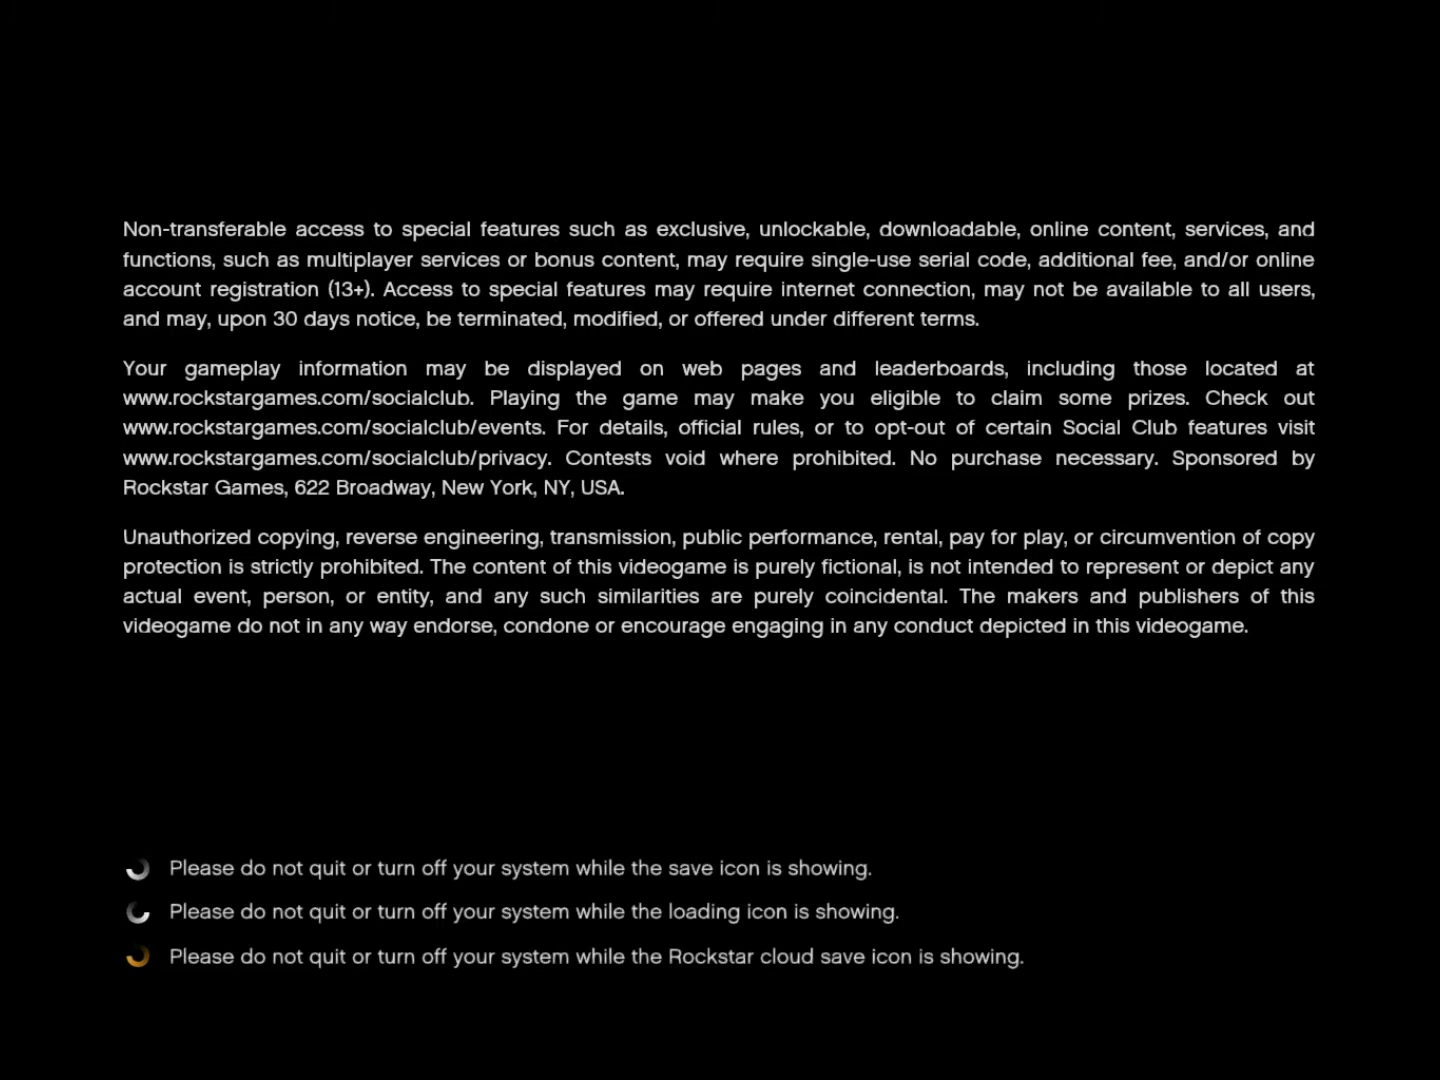 Non-transferable access to special features such as exclusive, unlockable, downloadable, online content, services, and
functions, such as multiplayer services or bonus content, may require single-use serial code, additional fee, and/or online
account registration (13+). Access to special features may require internet connection, may not be available to all users,
and may, upon 30 days notice, be terminated, modified, or offered under different terms.
Your gameplay information may be displayed on web pages and leaderboards, including those located at
www.rockstargames.com/socialclub. Playing the game may make you eligible to claim some prizes. Check out
www.rockstargames.com/socialclub/events. For details, official rules, or to opt-out of certain Social Club features visit
www.rockstargames.com/socialclub/privacy. Contests void where prohibited. No purchase necessary. Sponsored by
Rockstar Games, 622 Broadway, New York, NY, USA.
Unauthorized copying, reverse engineering, transmission, public performance, rental, pay for play, or circumvention of copy
protection is strictly prohibited. The content of this videogame is purely fictional, is not intended to represent or depict any
actual event, person, or entity, and any such similarities are purely coincidental. The makers and publishers of this
videogame do not in any way endorse, condone or encourage engaging in any conduct depicted in this videogame.
Please do not quit or turn off your system while the save icon is showing.
Please do not quit or turn off your system while the loading icon is showing.
Please do not quit or turn off your system while the Rockstar cloud save icon is showing.